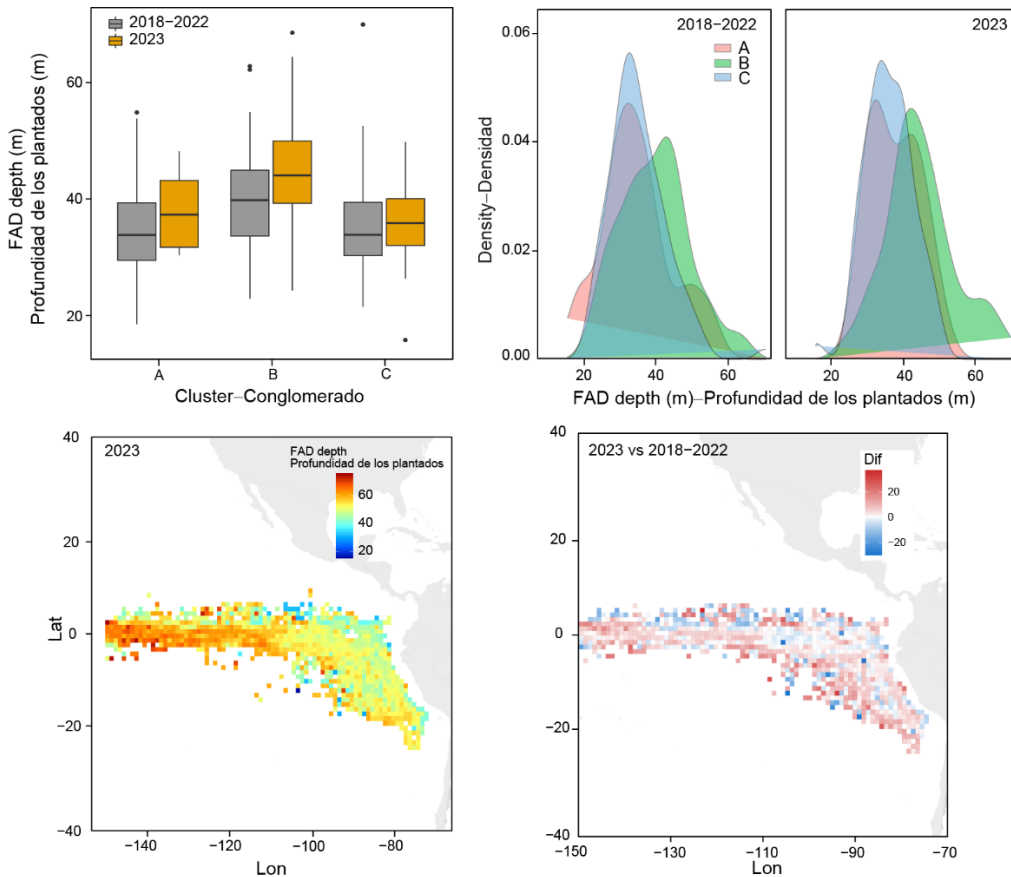 2018−2022
2023
60
40
20
FAD depth (m)
Profundidad de los plantados (m)
A
B
C
Cluster−Conglomerado
0.06
0.04
0.02
0.00
Density−Densidad
2018−2022
A
B
C
2023
20
40
60
20
40
60
FAD depth (m)−Profundidad de los plantados (m)
2023
FAD depth
Profundidad de los plantados
60
40
20
40
20
0
−20
−40
Lat
−140
−120
−100
−80
Lon
2023 vs 2018−2022
Dif
20
0
−20
40
20
0
−20
−40
−150
−130
−110
−90
−70
Lon